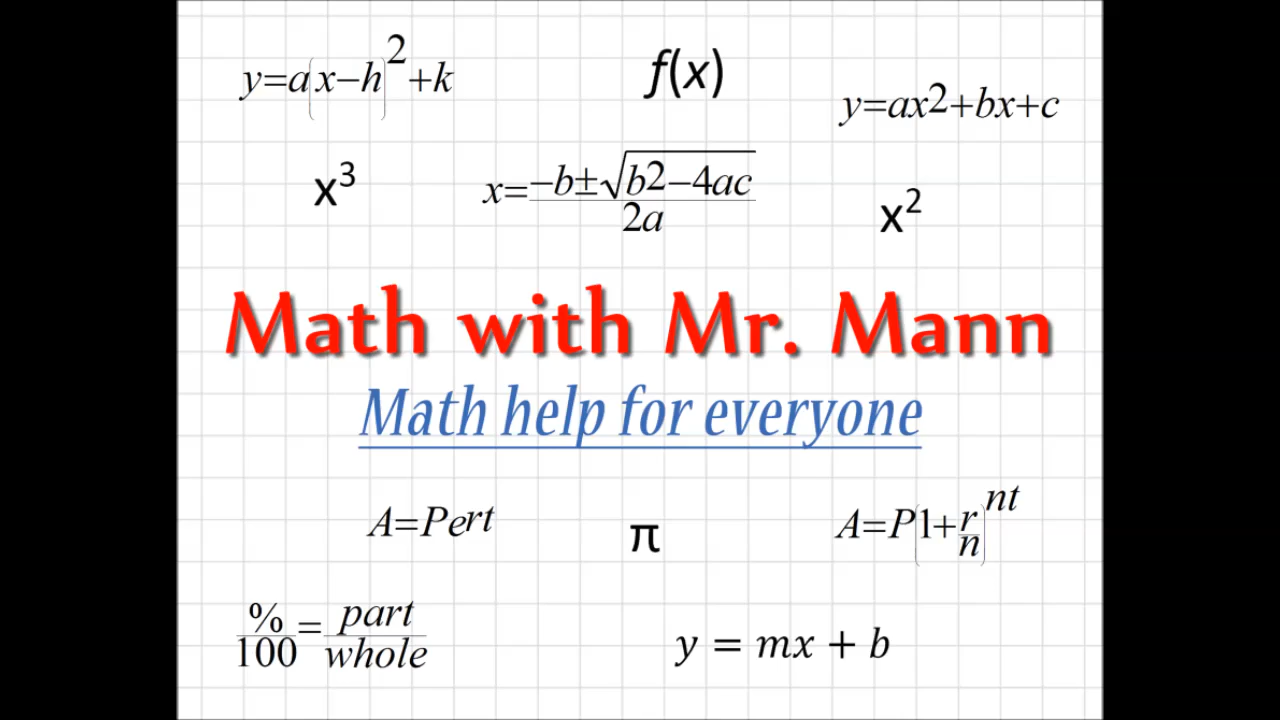 y=a(x−h)²+k
f(x)
y=ax2+bx+c
x³
x=−b±√b2−4ac/2a
x²
Math with Mr. Mann
Math help for everyone
A=Pert
π
A=P(1+r/n)^nt
%/100=part/whole
y = mx + b